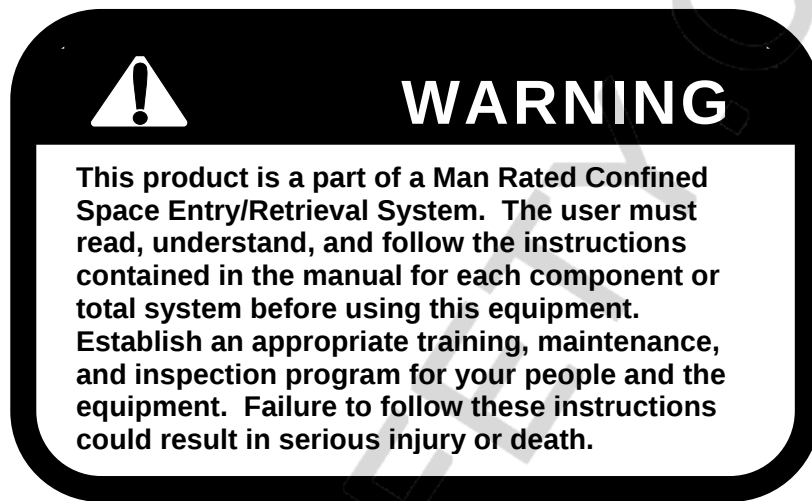 WARNING
This product is a part of a Man Rated Confined
Space Entry/Retrieval System.  The user must
read, understand, and follow the instructions
contained in the manual for each component or
total system before using this equipment.
Establish an appropriate training, maintenance,
and inspection program for your people and the
equipment.  Failure to follow these instructions
could result in serious injury or death.